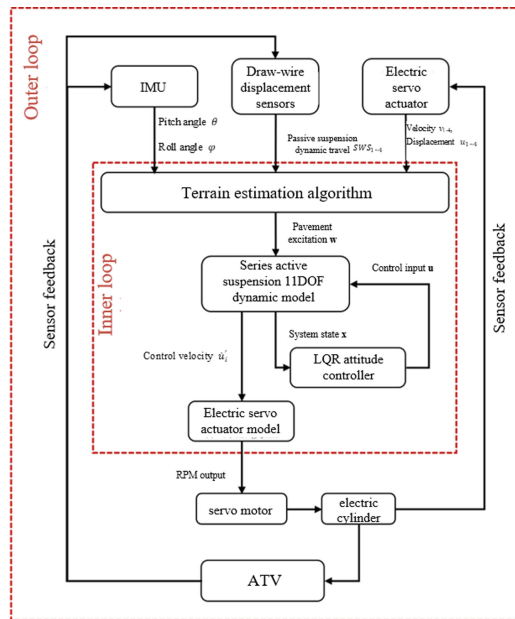 Outer loop
IMU
Draw-wire
displacement
sensors
Electric
servo
actuator
Pitch angle θ
Roll angle φ
Passive suspension
dynamic travel SWS₁₋₄
Velocity v₁₋₄,
Displacement u₁₋₄
Terrain estimation algorithm
Inner loop
Pavement
excitation w
Series active
suspension 11DOF
dynamic model
Control input u
System state x
LQR attitude
controller
Control velocity
Electric servo
actuator model
RPM output
servo motor
electric
cylinder
ATV
Sensor feedback
Sensor feedback